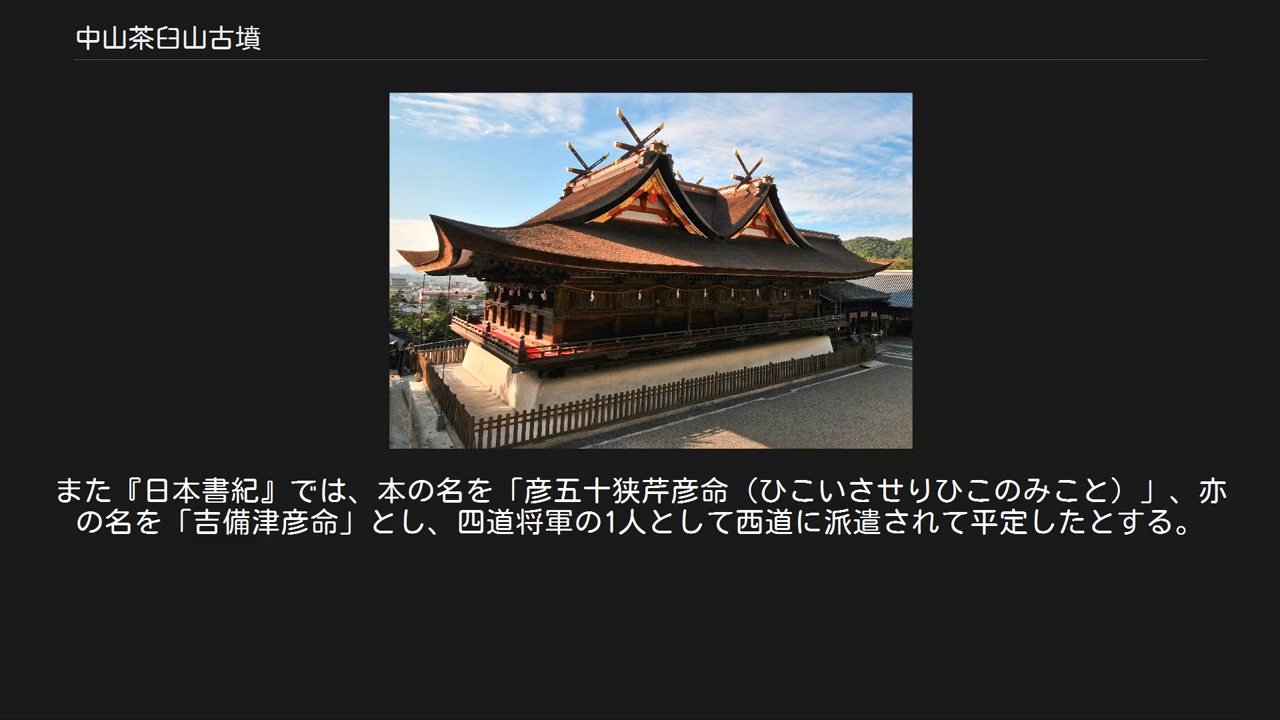 中山茶臼山古墳
また『日本書紀』では、本の名を「彦五十狭芹彦命（ひこいさせりひこのみこと）」、亦
の名を「吉備津彦命」とし、四道将軍の1人として西道に派遣されて平定したとする。